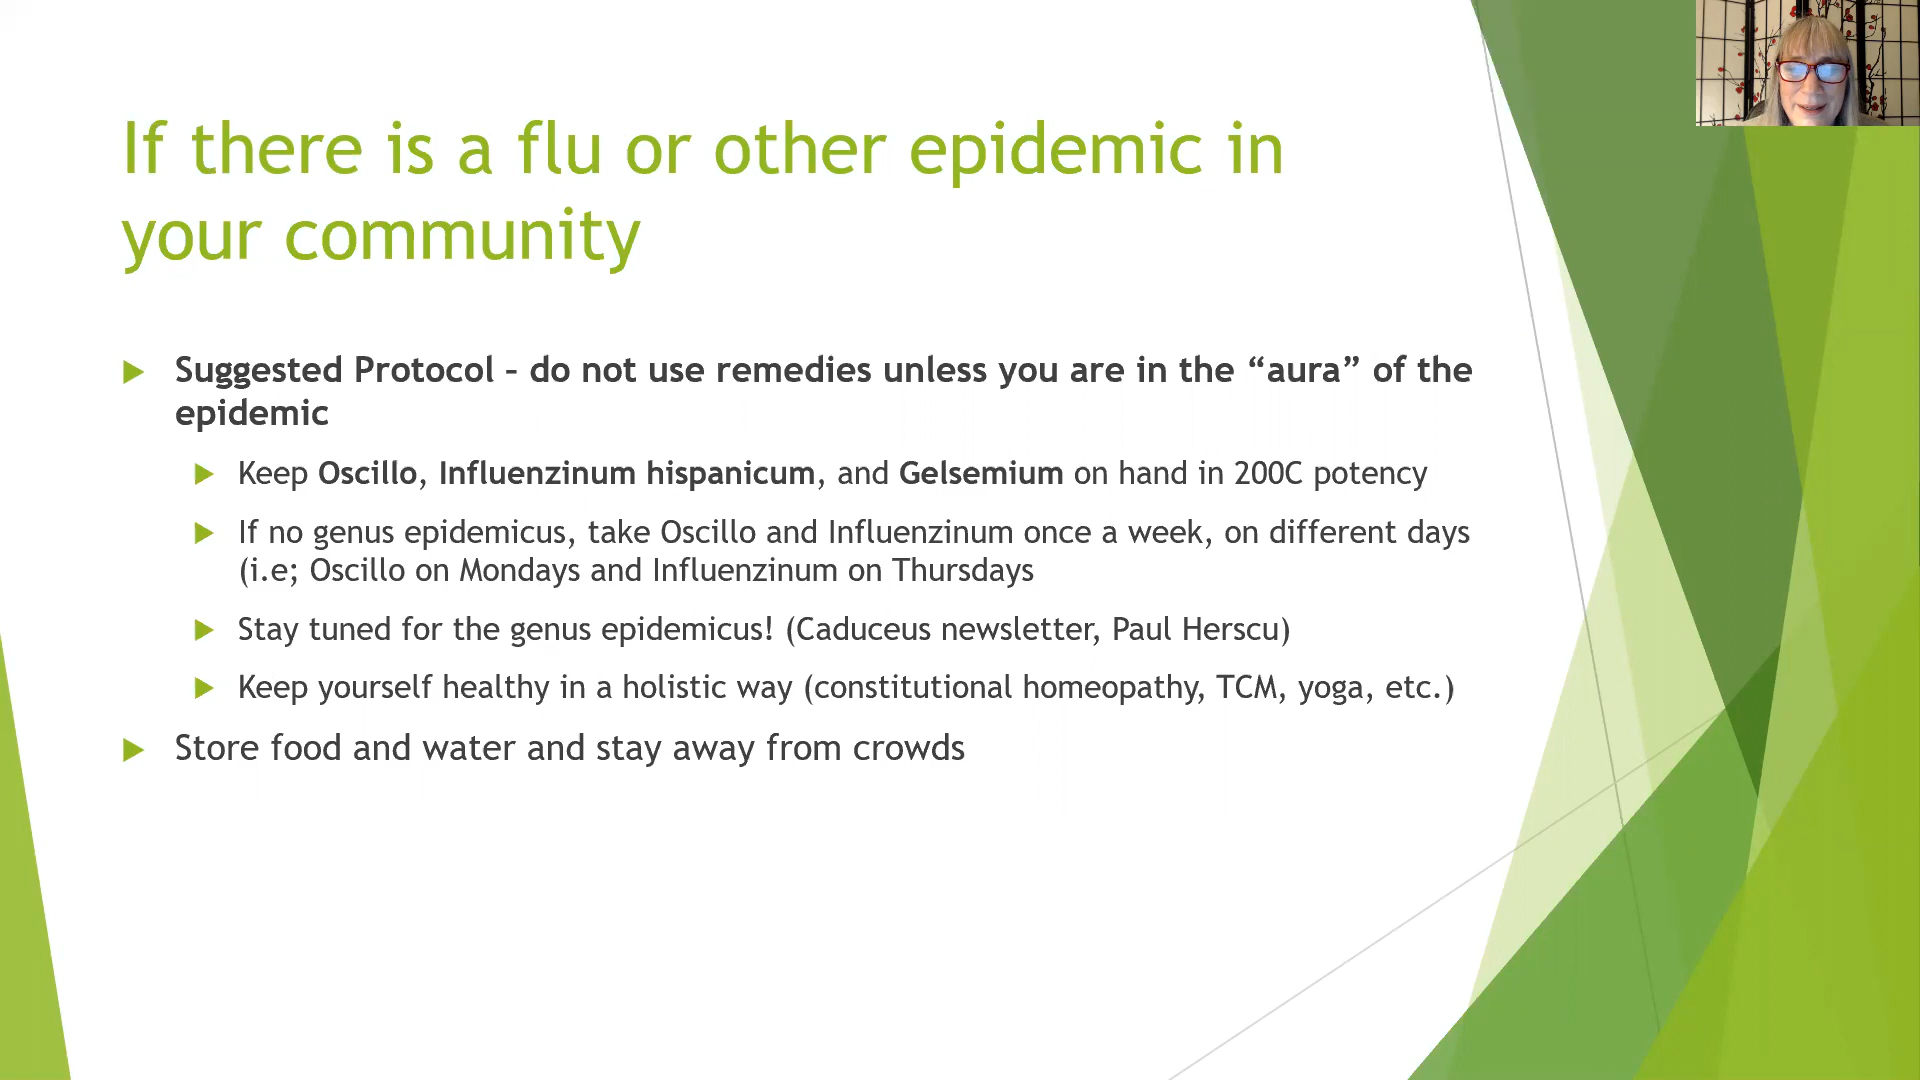 If there is a flu or other epidemic in
your community
Suggested Protocol – do not use remedies unless you are in the “aura” of the
epidemic
Keep Oscillo, Influenzinum hispanicum, and Gelsemium on hand in 200C potency
If no genus epidemicus, take Oscillo and Influenzinum once a week, on different days
(i.e; Oscillo on Mondays and Influenzinum on Thursdays
Stay tuned for the genus epidemicus! (Caduceus newsletter, Paul Herscu)
Keep yourself healthy in a holistic way (constitutional homeopathy, TCM, yoga, etc.)
Store food and water and stay away from crowds